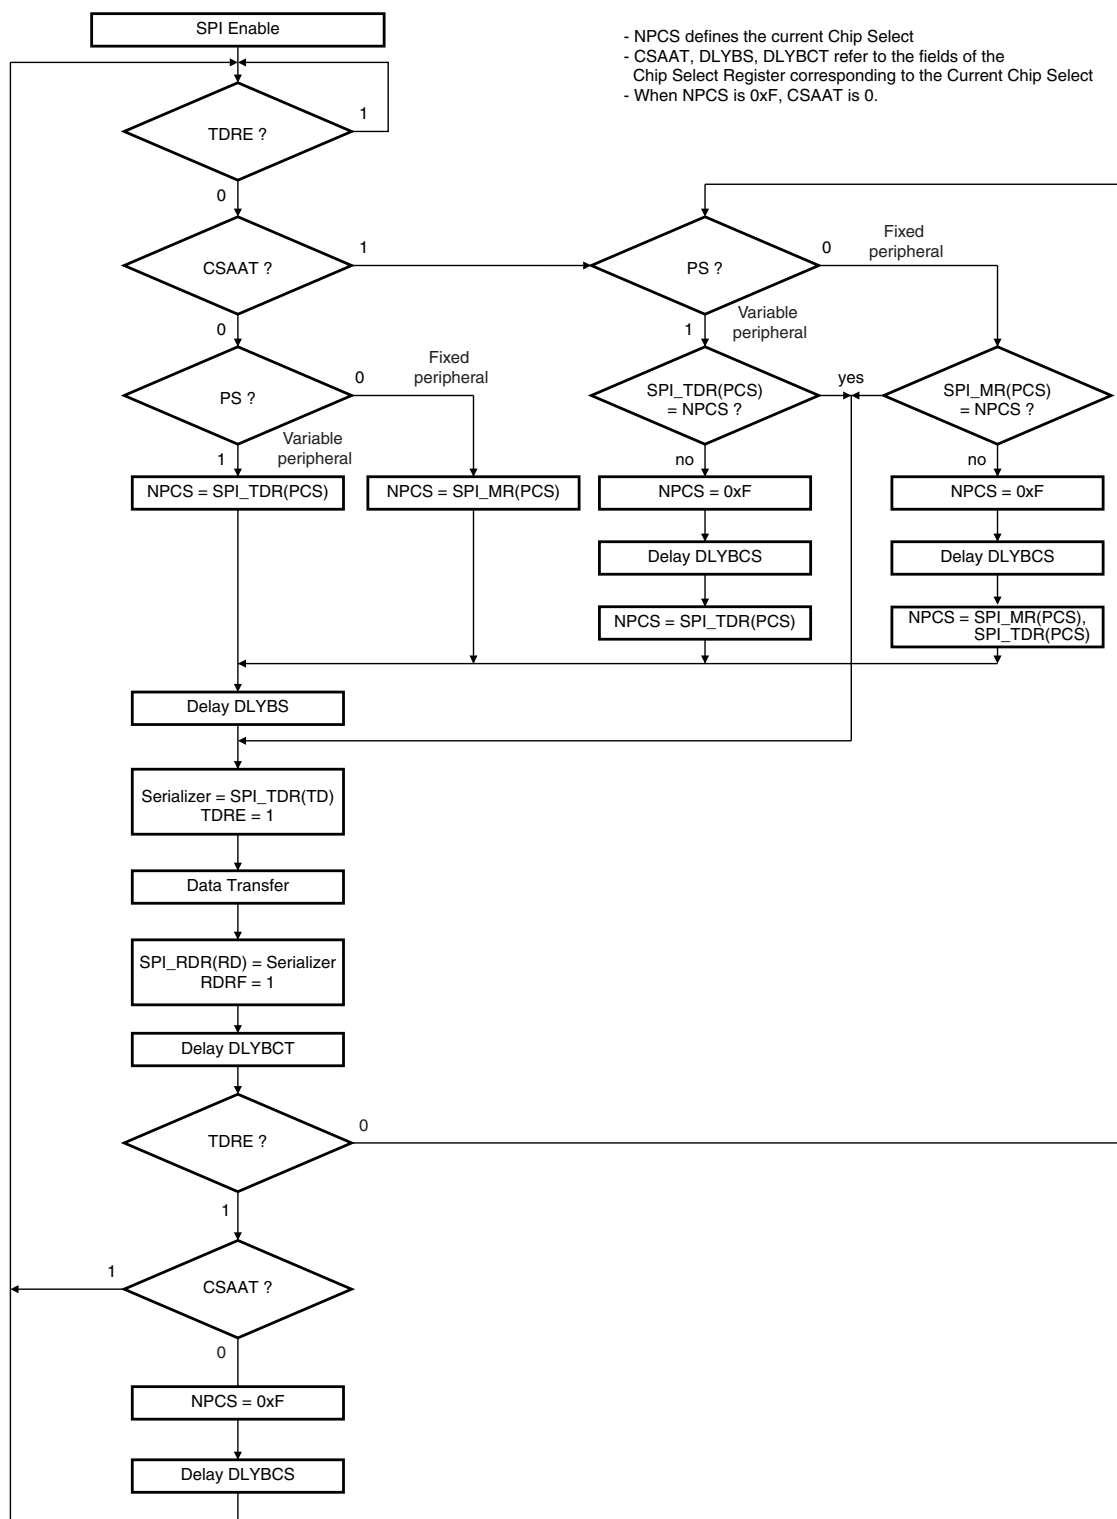 SPI Enable
- NPCS defines the current Chip Select
- CSAAT, DLYBS, DLYBCT refer to the fields of the
Chip Select Register corresponding to the Current Chip Select
- When NPCS is 0xF, CSAAT is 0.
TDRE ?
1
0
CSAAT ?
1
0
PS ?
0
Fixed
peripheral
1
Variable
peripheral
PS ?
0
Fixed
peripheral
1
Variable
peripheral
SPI_TDR(PCS)
= NPCS ?
yes
SPI_MR(PCS)
= NPCS ?
no
no
NPCS = SPI_TDR(PCS)
NPCS = SPI_MR(PCS)
NPCS = 0xF
NPCS = 0xF
Delay DLYBCS
Delay DLYBCS
NPCS = SPI_TDR(PCS)
NPCS = SPI_MR(PCS),
SPI_TDR(PCS)
Delay DLYBS
Serializer = SPI_TDR(TD)
TDRE = 1
Data Transfer
SPI_RDR(RD) = Serializer
RDRF = 1
Delay DLYBCT
TDRE ?
0
1
CSAAT ?
1
0
NPCS = 0xF
Delay DLYBCS